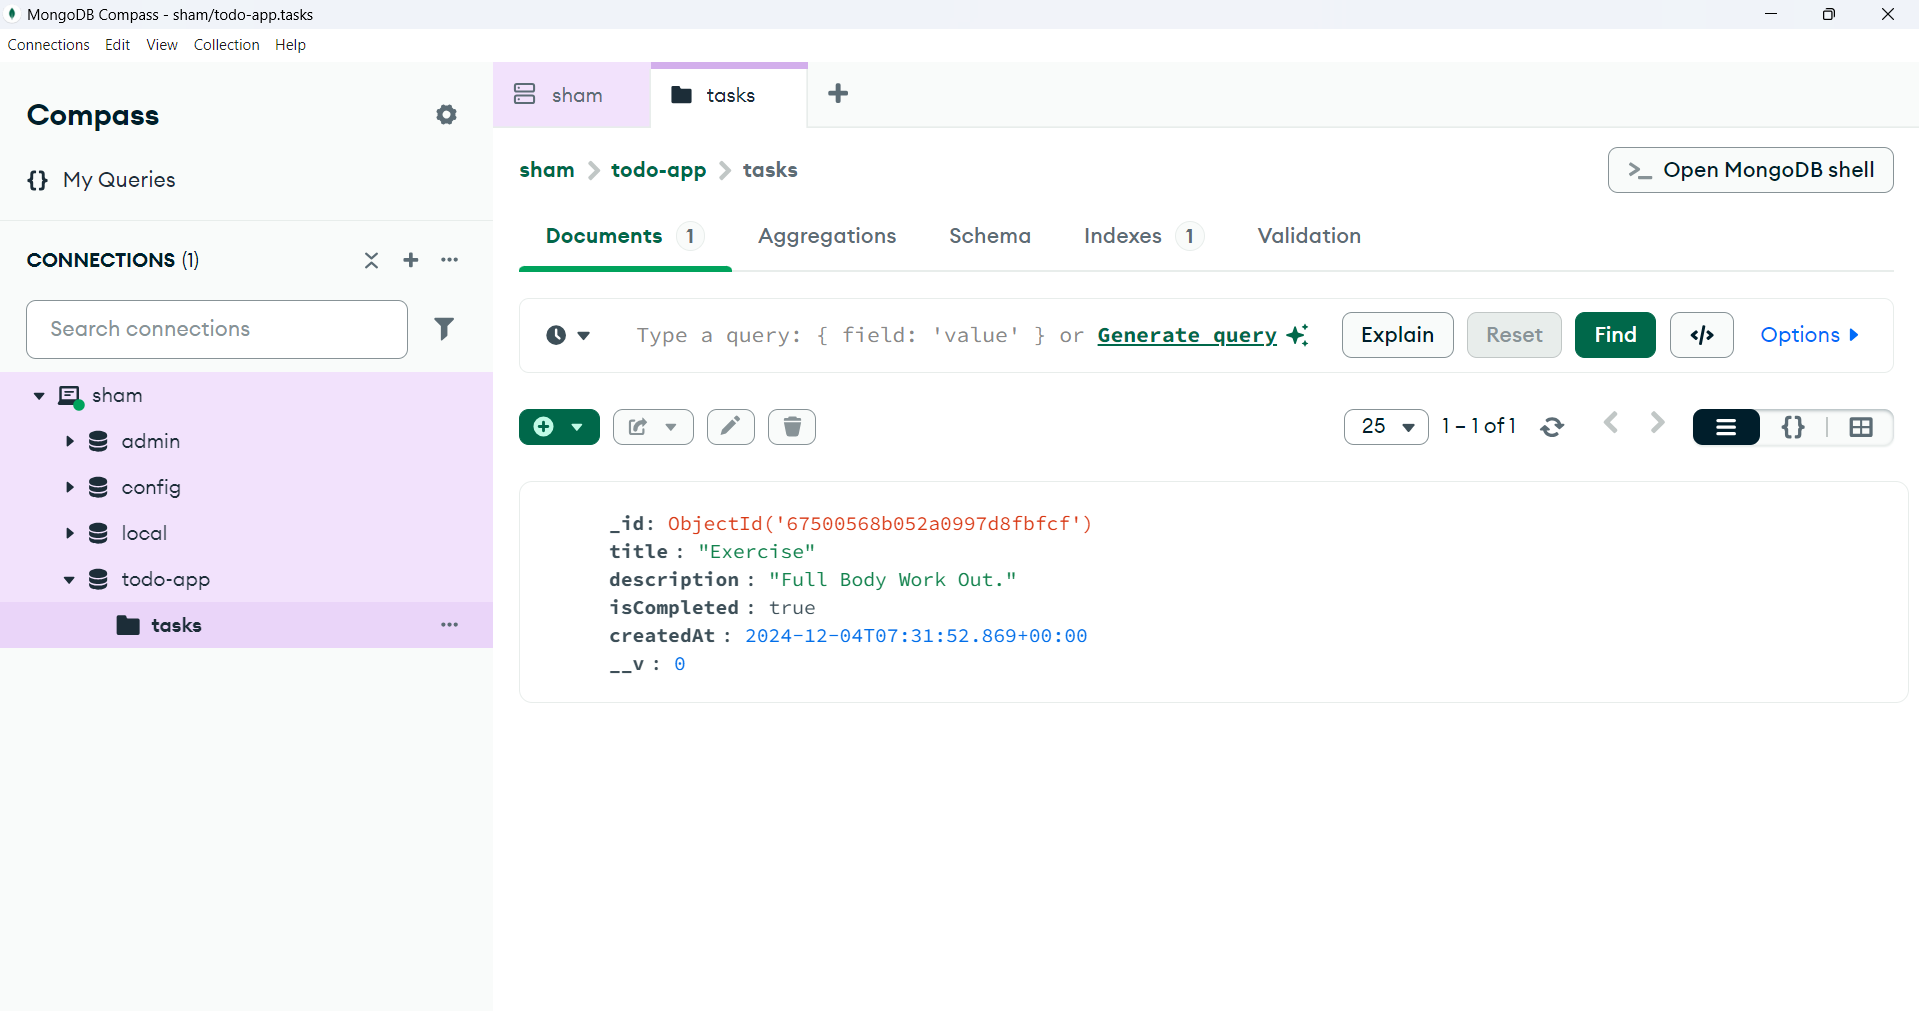 MongoDB Compass - sham/todo-app.tasks
Connections Edit View Collection Help
Compass
{} My Queries
CONNECTIONS (1)
Search connections
sham
admin
config
local
todo-app
tasks
sham tasks
sham > todo-app > tasks
>_ Open MongoDB shell
Documents 1 Aggregations Schema Indexes 1 Validation
Type a query: { field: 'value' } or Generate query Explain Reset Find </> Options
25 1 – 1 of 1 {}
_id: ObjectId('67500568b052a0997d8fbfcf')
title : "Exercise"
description : "Full Body Work Out."
isCompleted : true
createdAt : 2024-12-04T07:31:52.869+00:00
__v : 0